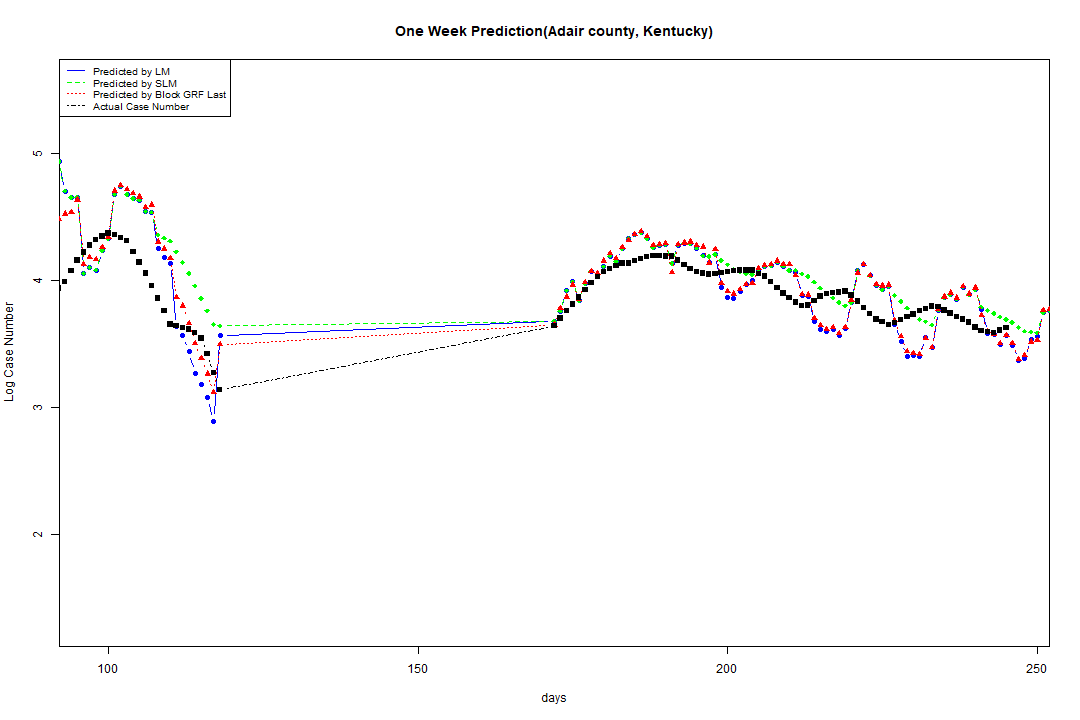 One Week Prediction(Adair county, Kentucky)
Predicted by LM
Predicted by SLM
Predicted by Block GRF Last
Actual Case Number
5
4
3
2
Log Case Number
100
150
200
250
days